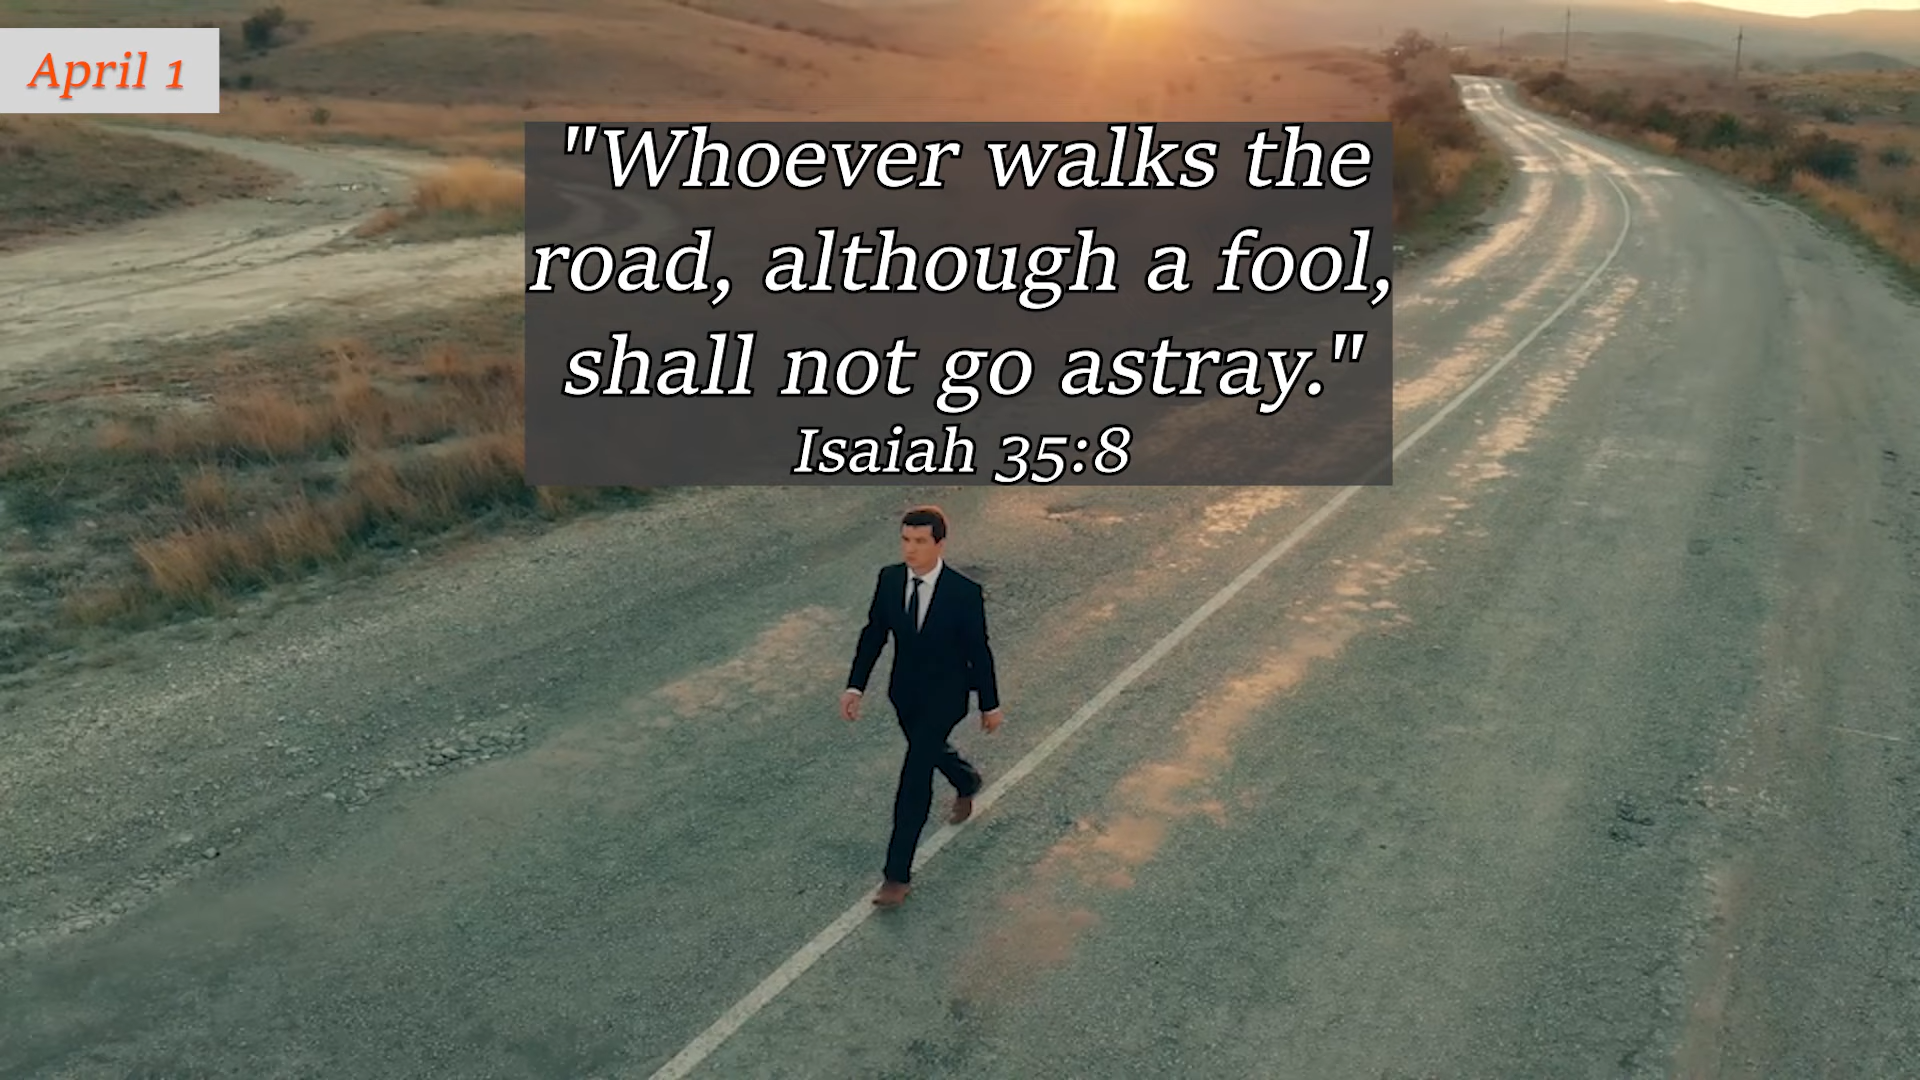 April 1
"Whoever walks the
road, although a fool,
shall not go astray."
Isaiah 35:8